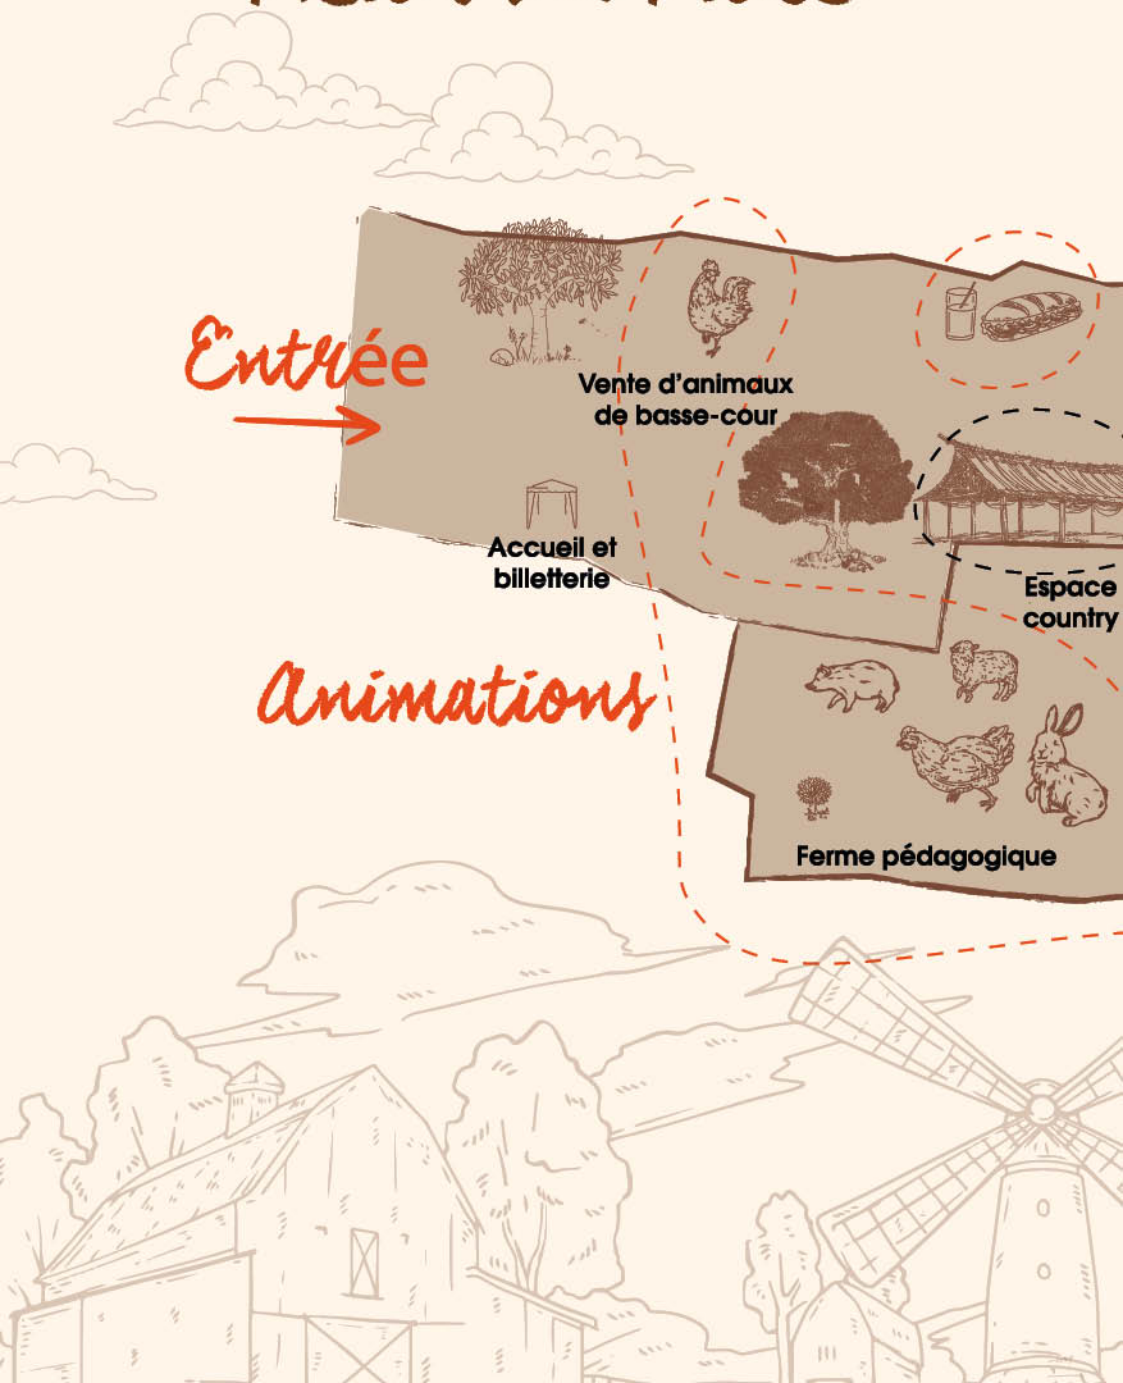 Entrée
Vente d'animaux
de basse-cour
Accueil et
billetterie
Espace
country
Animations
Ferme pédagogique